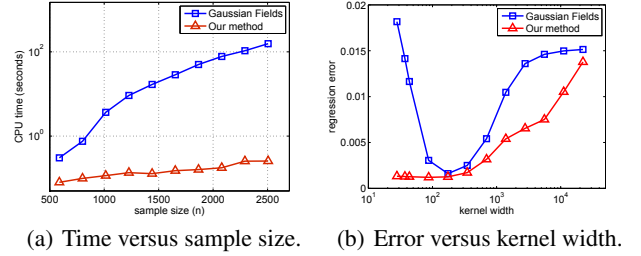 Gaussian Fields
Our method
10^2
10^0
CPU time (seconds)
500 1000 1500 2000 2500
sample size (n)
(a) Time versus sample size.
Gaussian Fields
Our method
0.02
0.015
0.01
0.005
0
regression error
10^1 10^2 10^3 10^4
kernel width
(b) Error versus kernel width.